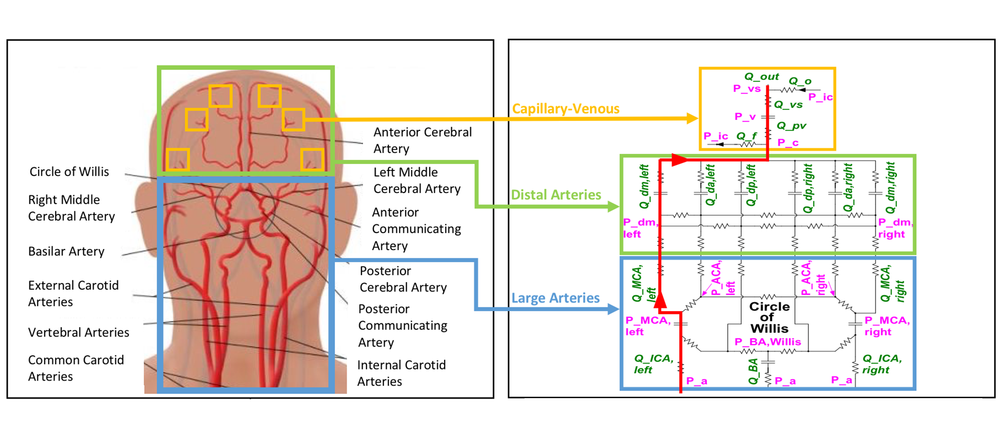 Circle of Willis
Right Middle
Cerebral Artery
Basilar Artery
External Carotid
Arteries
Vertebral Arteries
Common Carotid
Arteries
Anterior Cerebral
Artery
Left Middle
Cerebral Artery
Anterior
Communicating
Artery
Posterior
Cerebral Artery
Posterior
Communicating
Artery
Internal Carotid
Arteries
Capillary-Venous
Distal Arteries
Large Arteries
Q_out
P_vs
Q_o
P_ic
Q_vs
P_v
Q_pv
P_ic
Q_f
P_c
Q_dm,left
Q_da,left
Q_dp,left
Q_dp,right
Q_da,right
Q_dm,right
P_dm,
left
P_dm,
right
Q_MCA,
left
P_ACA,
left
P_ACA,
right
Q_MCA,
right
Circle
of
Willis
P_MCA,
left
P_MCA,
right
P_BA,Willis
Q_ICA,
left
Q_BA
Q_ICA,
right
P_a
P_a
P_a